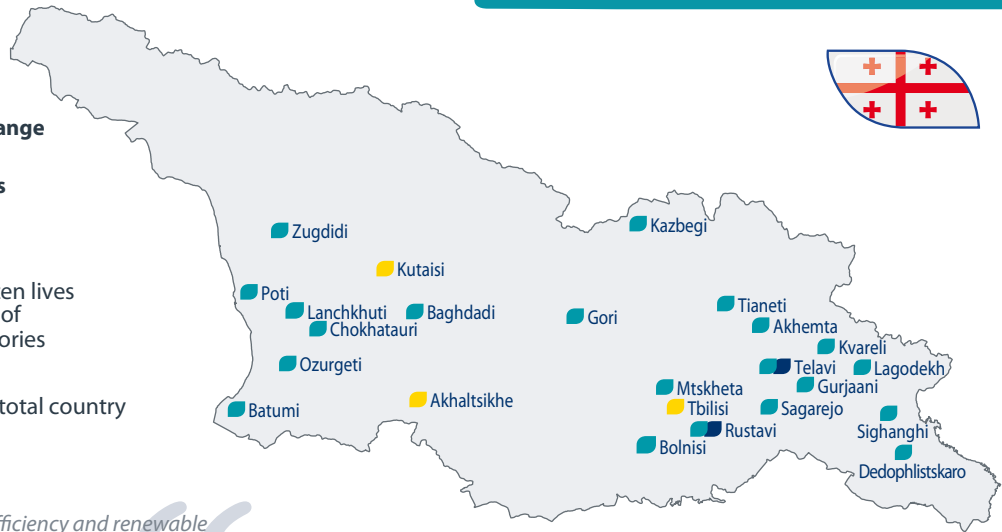 ange
s
en lives
of
ories
total country
fficiency and renewable
Zugdidi
Kazbegi
Kutaisi
Poti
Lanchkhuti
Baghdadi
Chokhatauri
Gori
Tianeti
Akhemta
Kvareli
Ozurgeti
Telavi
Lagodekh
Gurjaani
Mtskheta
Akhaltsikhe
Tbilisi
Sagarejo
Batumi
Rustavi
Sighanghi
Bolnisi
Dedophlistskaro